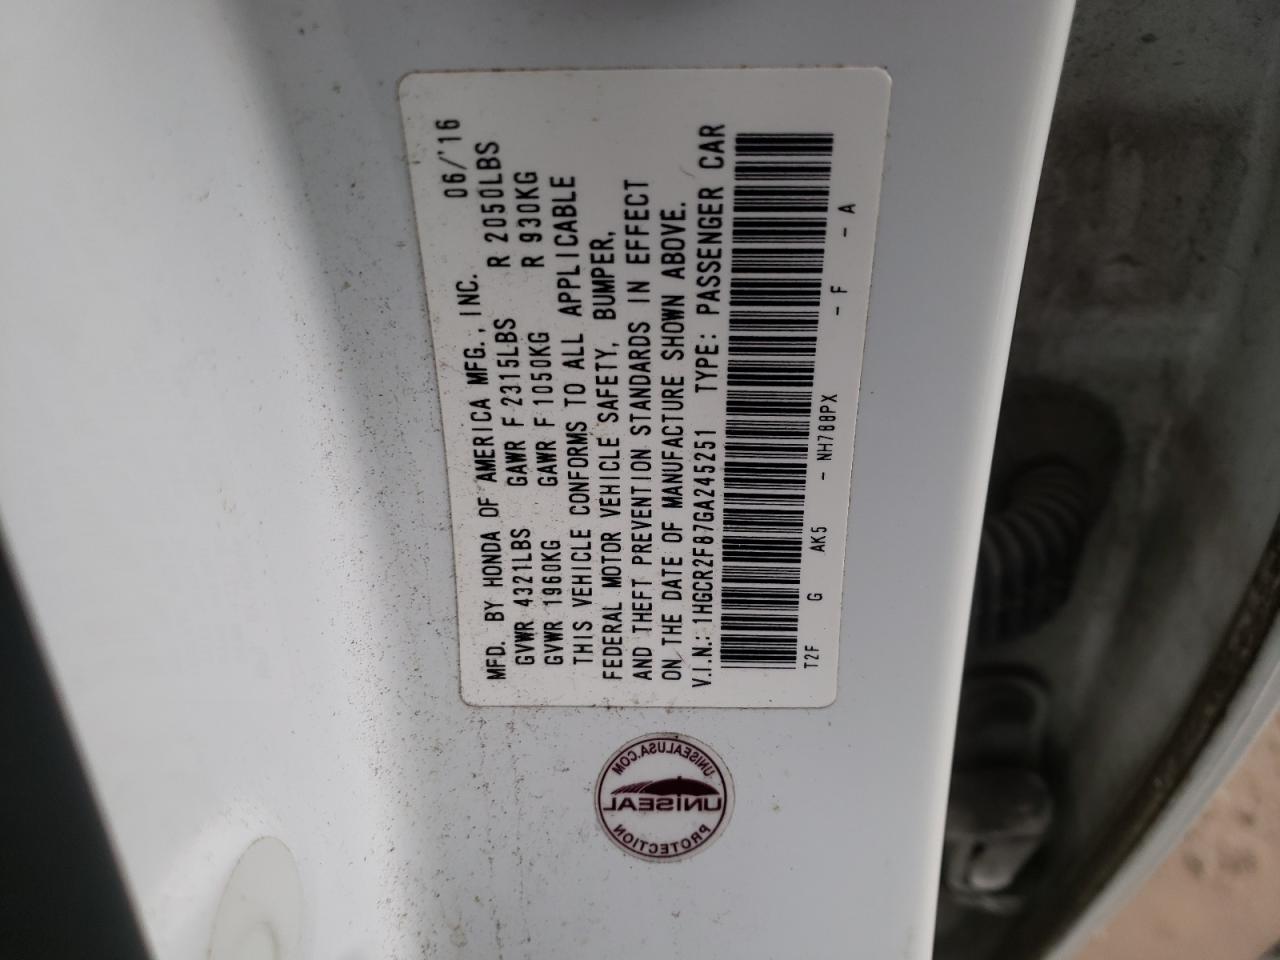 MFD. BY HONDA OF AMERICA MFG., INC. 06/'16
GVWR 4321LBS GAWR F 2315LBS R 2050LBS
GVWR 1960KG GAWR F 1050KG R 930KG
THIS VEHICLE CONFORMS TO ALL APPLICABLE
FEDERAL MOTOR VEHICLE SAFETY, BUMPER,
AND THEFT PREVENTION STANDARDS IN EFFECT
ON THE DATE OF MANUFACTURE SHOWN ABOVE.
V.I.N.: 1HGCR2F87GA245251 TYPE: PASSENGER CAR
T2F G AK5 - NH788PX - F - A
UNISEALUSA.COM
UNISEAL
PROTECTION